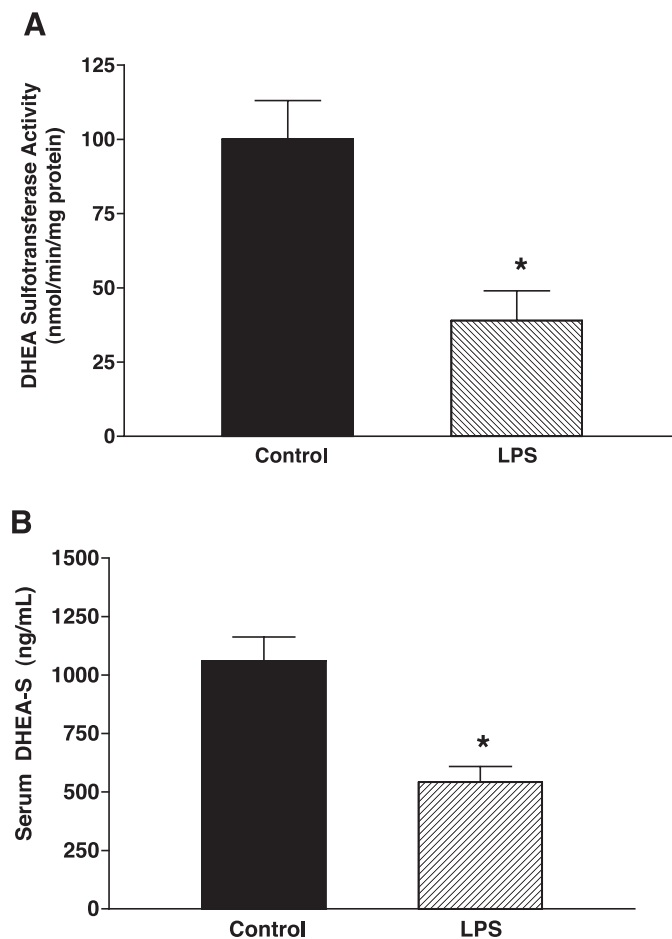 A
DHEA Sulfotransferase Activity
(nmol/min/mg protein)
125
100
75
50
25
0
*
Control
LPS
B
Serum DHEA-S (ng/mL)
1500
1250
1000
750
500
250
0
*
Control
LPS